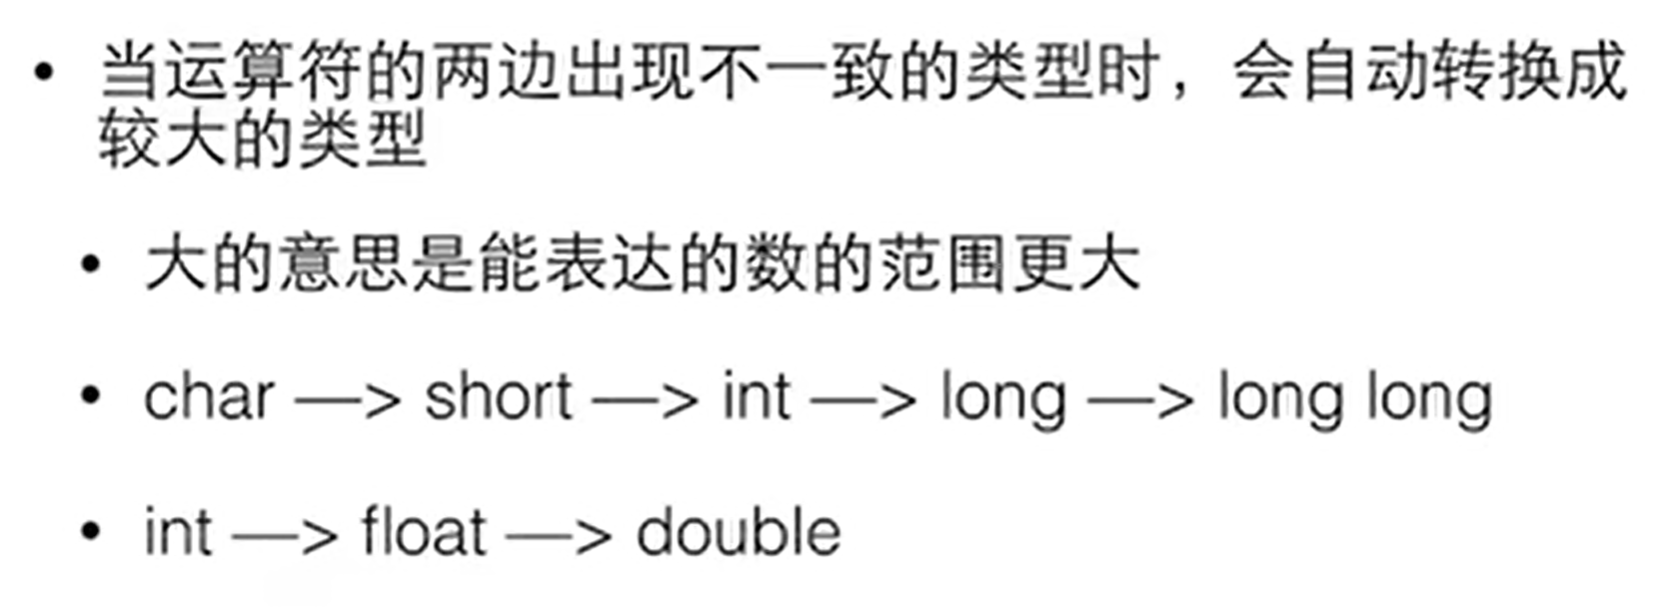 • 当运算符的两边出现不一致的类型时，会自动转换成
较大的类型
• 大的意思是能表达的数的范围更大
• char —> short —> int —> long —> long long
• int —> float —> double